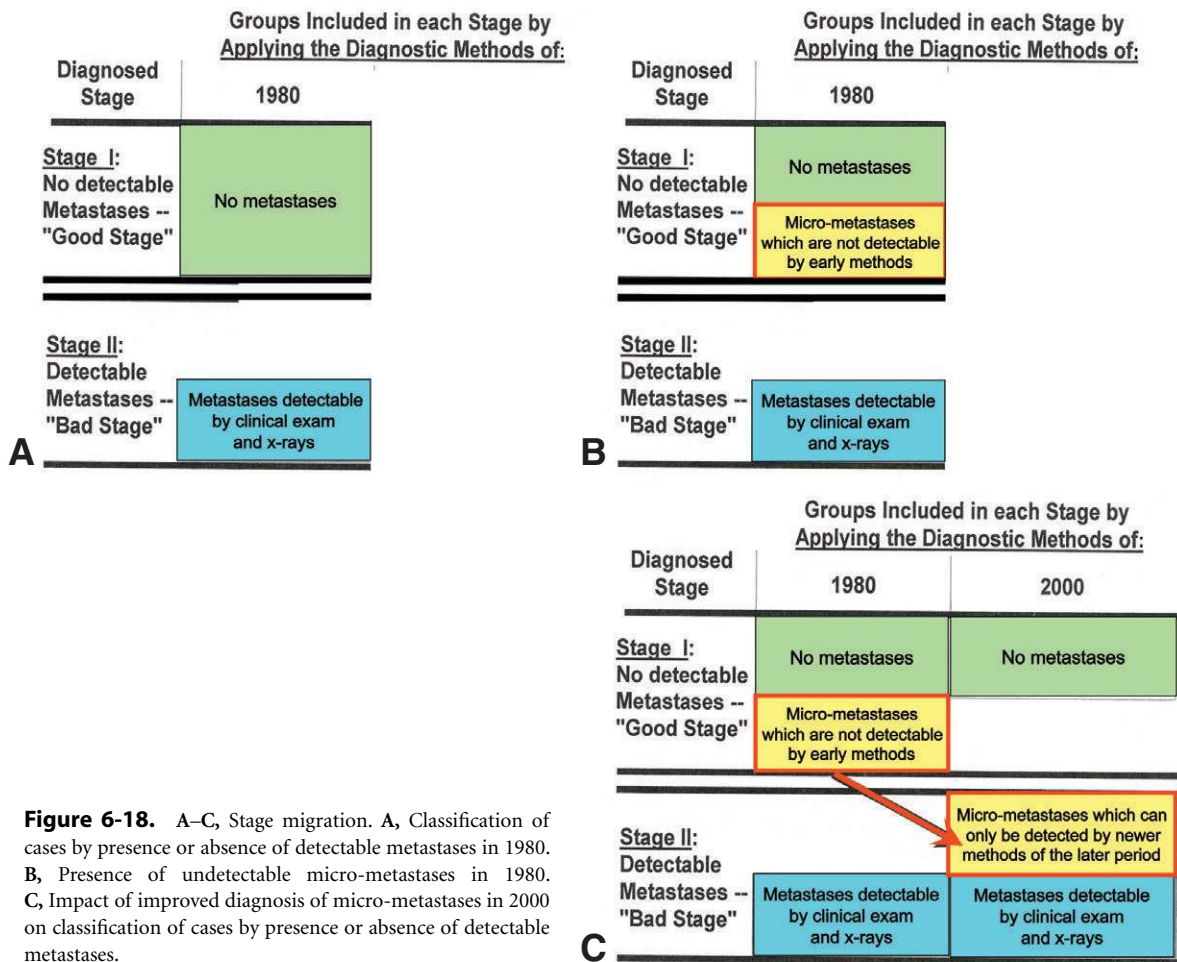 Groups Included in each Stage by
Applying the Diagnostic Methods of:
Diagnosed
Stage
1980
Stage I:
No detectable
Metastases --
"Good Stage"
No metastases
Stage II:
Detectable
Metastases --
"Bad Stage"
Metastases detectable
by clinical exam
and x-rays
A
Groups Included in each Stage by
Applying the Diagnostic Methods of:
Diagnosed
Stage
1980
Stage I:
No detectable
Metastases --
"Good Stage"
No metastases
Micro-metastases
which are not detectable
by early methods
Stage II:
Detectable
Metastases --
"Bad Stage"
Metastases detectable
by clinical exam
and x-rays
B
Groups Included in each Stage by
Applying the Diagnostic Methods of:
Diagnosed
Stage
1980
2000
Stage I:
No detectable
Metastases --
"Good Stage"
No metastases
No metastases
Micro-metastases
which are not detectable
by early methods
Stage II:
Detectable
Metastases --
"Bad Stage"
Micro-metastases which can
only be detected by newer
methods of the later period
Metastases detectable
by clinical exam
and x-rays
Metastases detectable
by clinical exam
and x-rays
C
Figure 6-18. A–C, Stage migration. A, Classification of
cases by presence or absence of detectable metastases in 1980.
B, Presence of undetectable micro-metastases in 1980.
C, Impact of improved diagnosis of micro-metastases in 2000
on classification of cases by presence or absence of detectable
metastases.